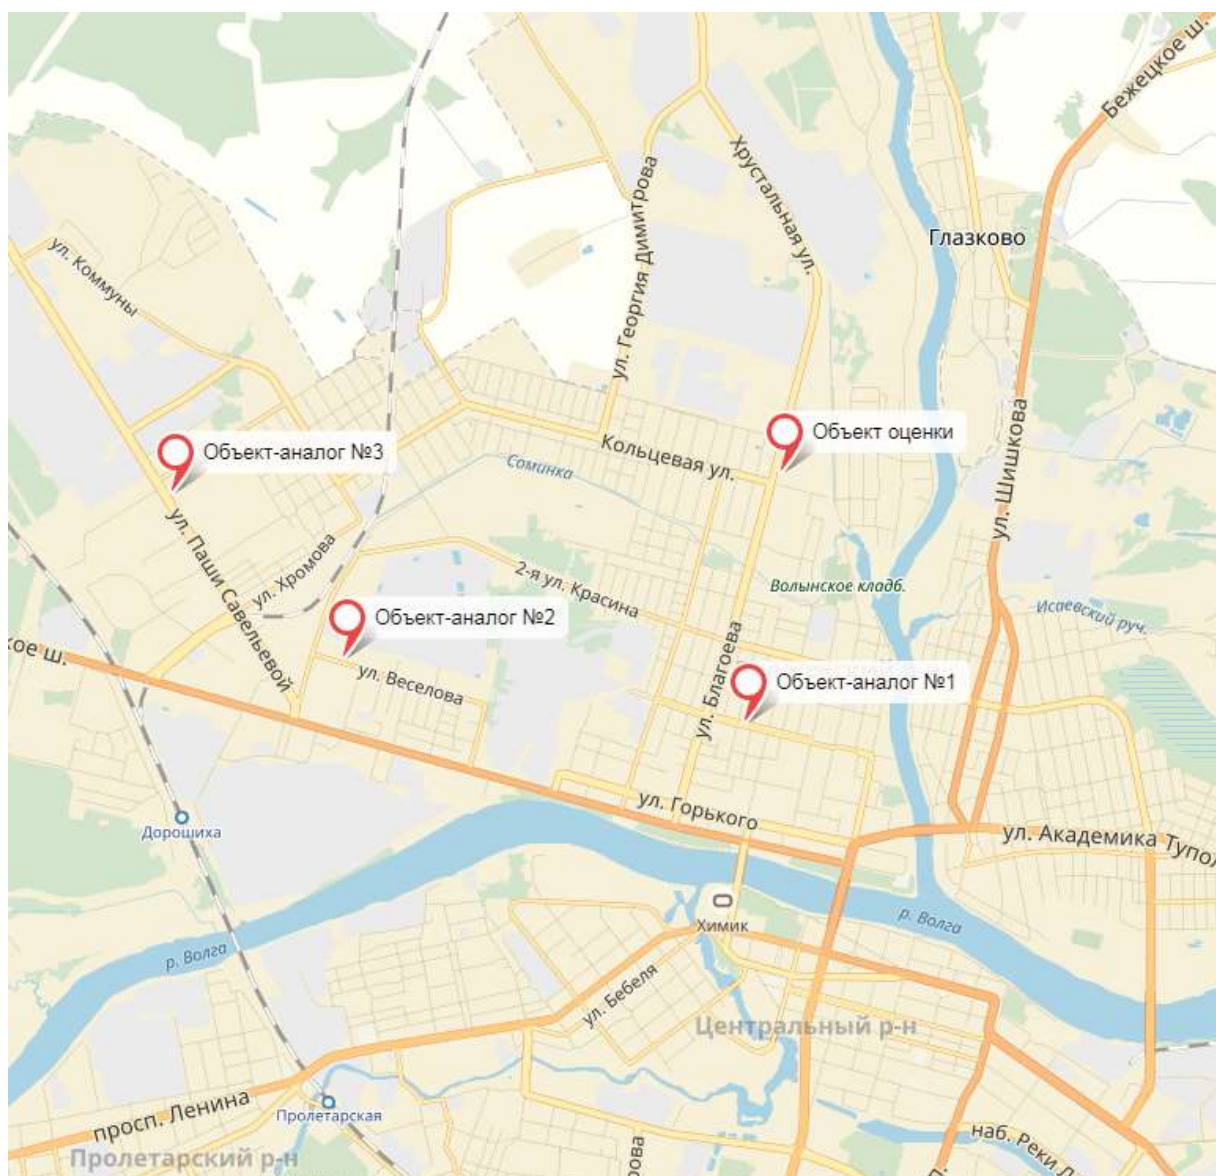 Бежецкое ш.
Хрустальная ул.
ул. Георгия Димитрова
Глазково
ул. Коммуны
Объект оценки
Объект-аналог №3
Кольцевая ул.
Соминка
ул. Шишкова
ул. Паши Савельевой
ул. Хромова
2-я ул. Красина
Волынское кладб.
Исаевский руч.
Объект-аналог №2
кое ш.
ул. Веселова
ул. Благоева
Объект-аналог №1
ул. Горького
Дорошиха
ул. Академика Тупол
Химик
р. Волга
р. Волга
ул. Бебеля
Центральный р-н
просп. Ленина
Пролетарская
Пролетарский р-н
рова
наб. Реки Л